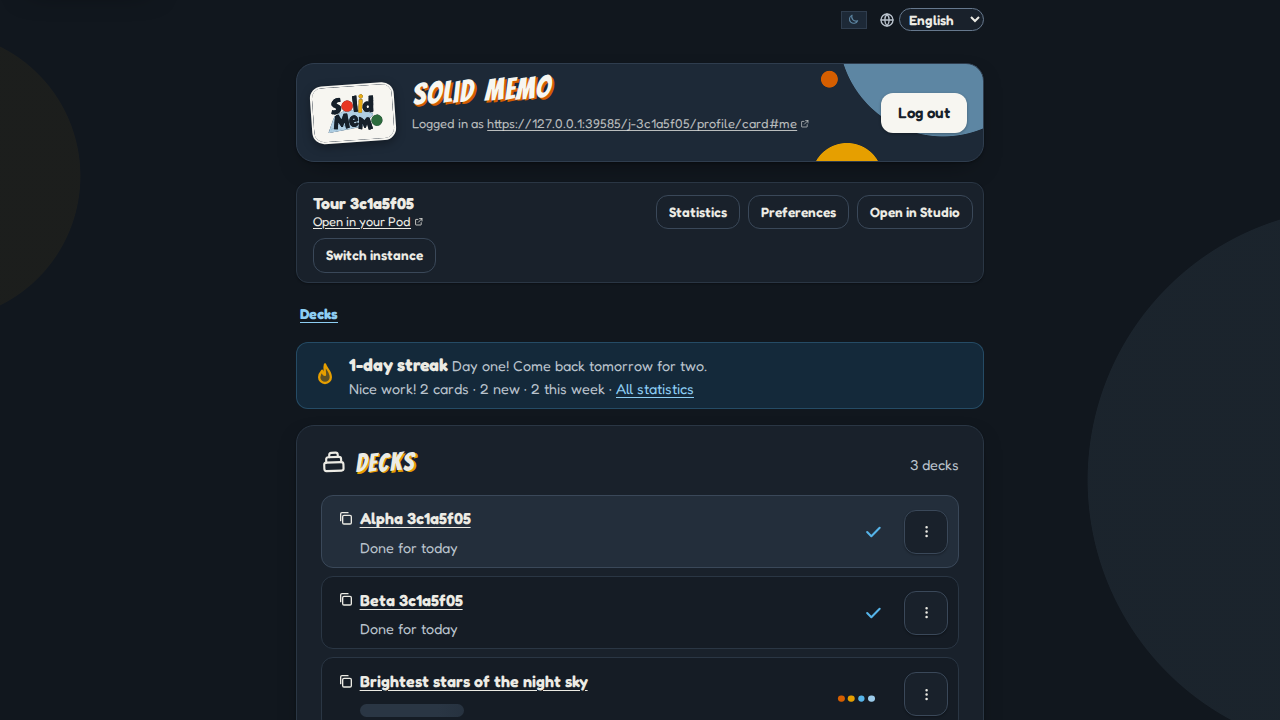 English
Solid Memo
SOLID MEMO
Logged in as https://127.0.0.1:39585/j-3c1a5f05/profile/card#me
Log out
Tour 3c1a5f05
Open in your Pod
Statistics
Preferences
Open in Studio
Switch instance
Decks
1-day streak Day one! Come back tomorrow for two.
Nice work! 2 cards · 2 new · 2 this week · All statistics
DECKS
3 decks
Alpha 3c1a5f05
Done for today
Beta 3c1a5f05
Done for today
Brightest stars of the night sky